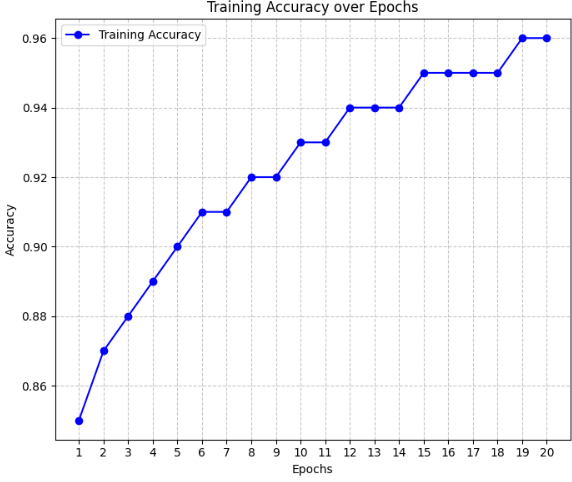 Training Accuracy over Epochs
Training Accuracy
0.96
0.94
0.92
0.90
0.88
0.86
Accuracy
1 2 3 4 5 6 7 8 9 10 11 12 13 14 15 16 17 18 19 20
Epochs